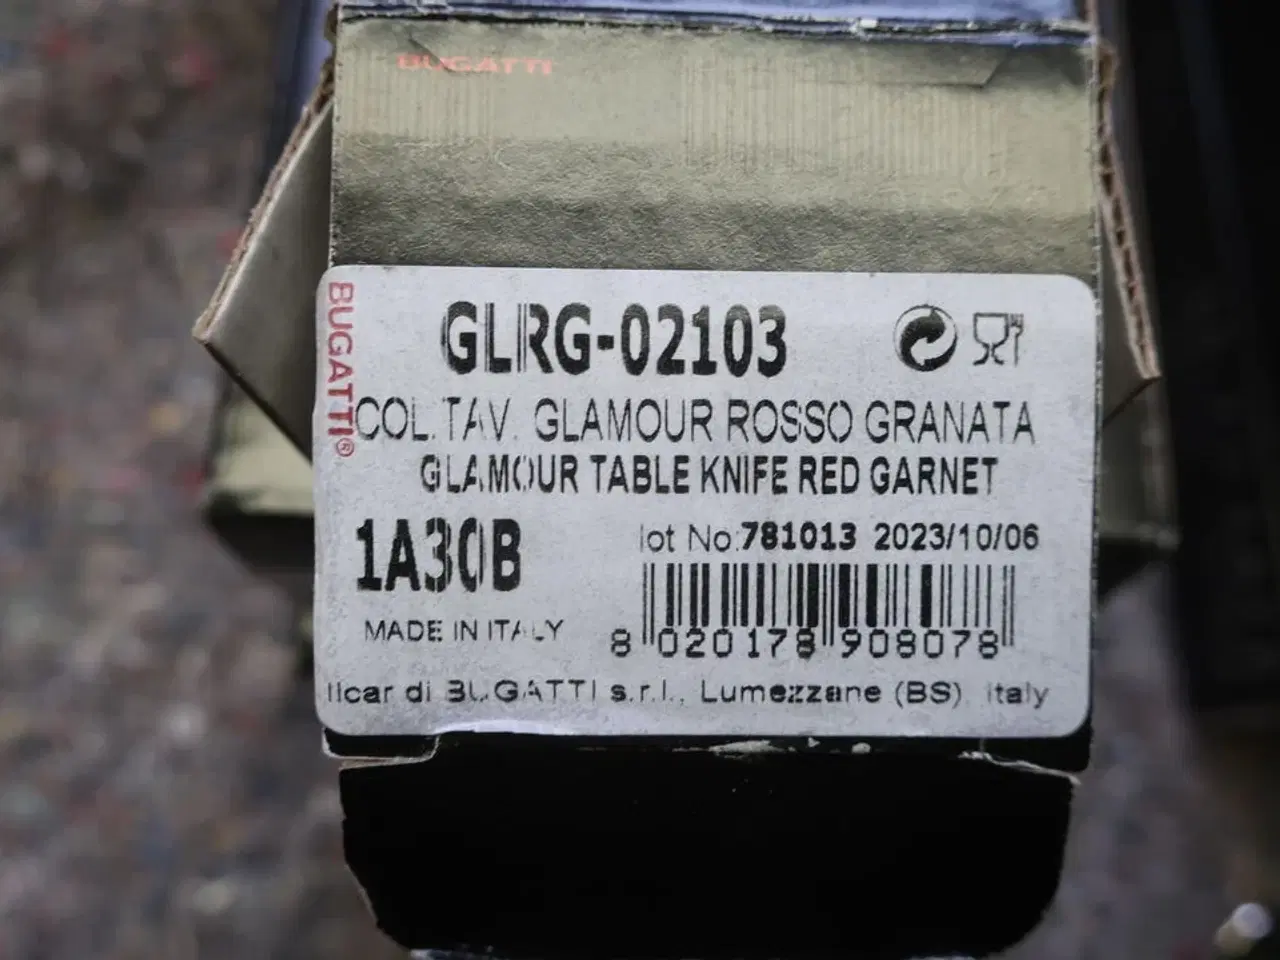 BUGATTI
BUGATTI®
GLRG-02103
COL.TAV. GLAMOUR ROSSO GRANATA
GLAMOUR TABLE KNIFE RED GARNET
1A30B
lot No.781013 2023/10/06
MADE IN ITALY
8 020178 908078
Ilcar di BUGATTI s.r.l., Lumezzane (BS), Italy